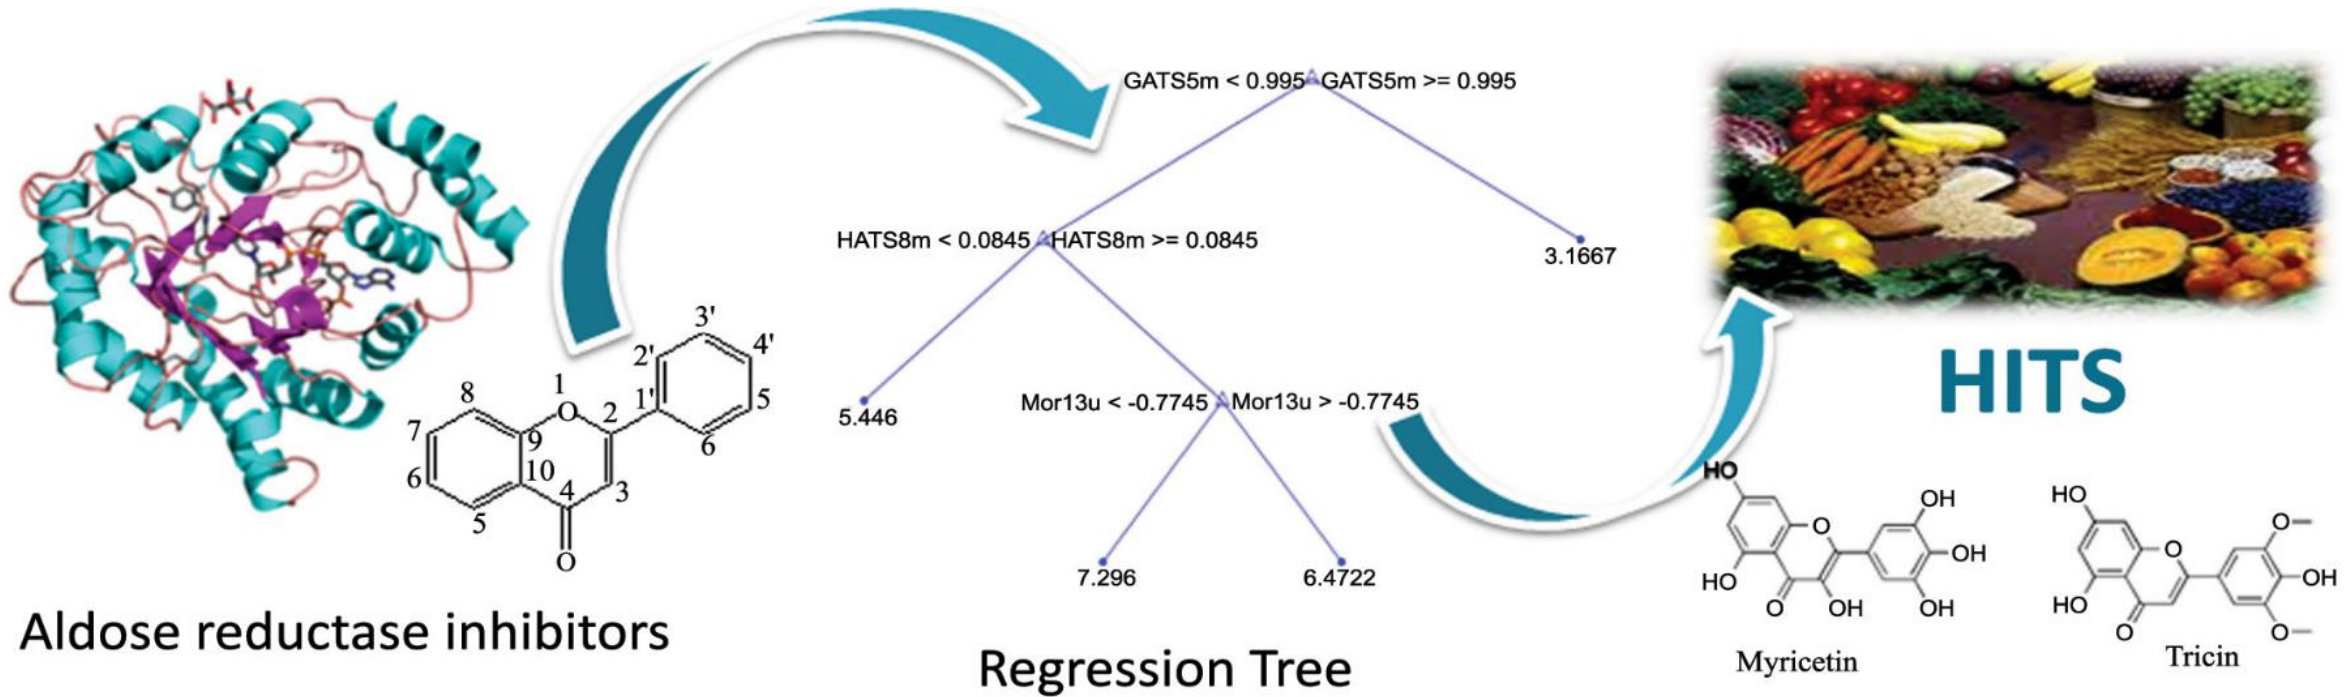 GATS5m < 0.995 GATS5m >= 0.995
HATS8m < 0.0845 HATS8m >= 0.0845
3.1667
5.446
Mor13u < -0.7745 Mor13u > -0.7745
7.296
6.4722
1
O
2
3
4
5
6
7
8
9
10
O
1'
2'
3'
4'
5
6
Aldose reductase inhibitors
Regression Tree
HITS
HO
HO
O
O
OH
OH
OH
OH
Myricetin
HO
HO
O
O
O
OH
O
Tricin